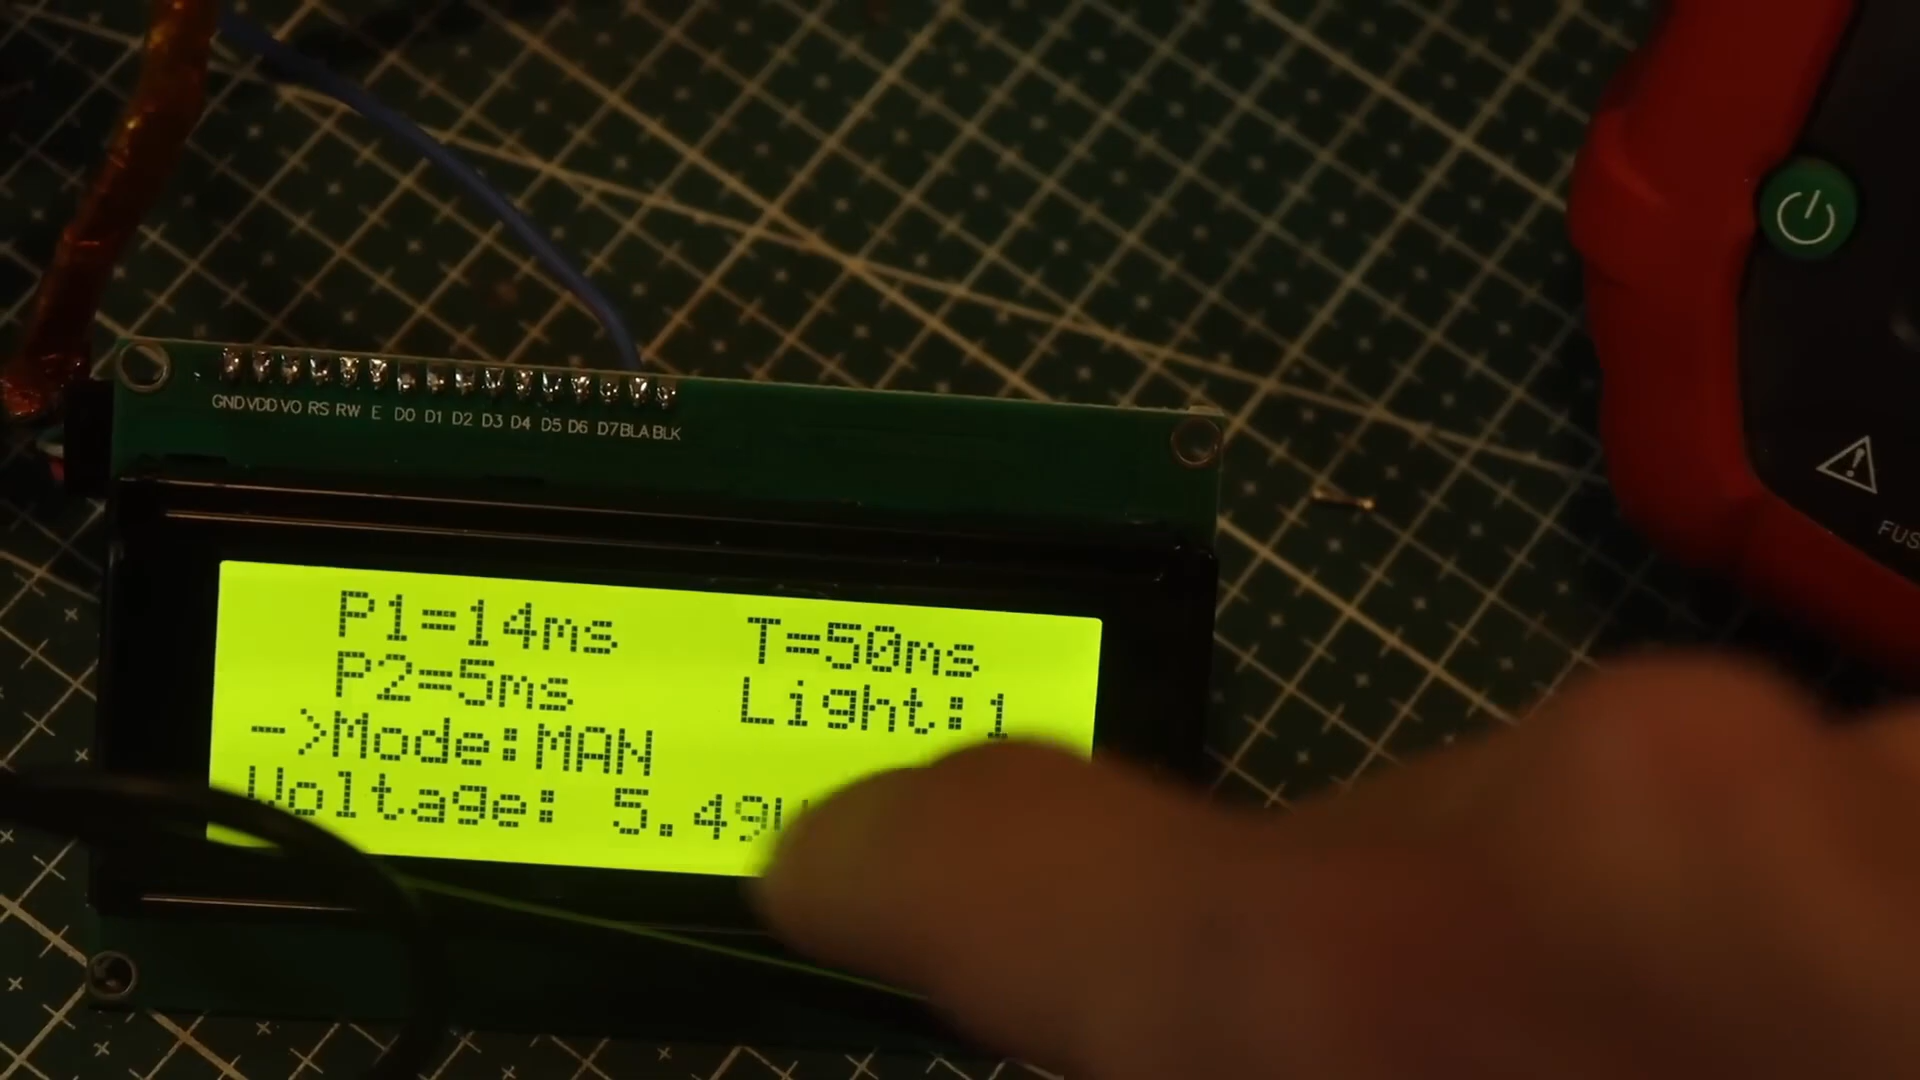 GND VDD VO RS RW E D0 D1 D2 D3 D4 D5 D6 D7 BLA BLK
P1=14ms T=50ms
P2=5ms Light:1
->Mode:MAN
Voltage: 5.49
FUS